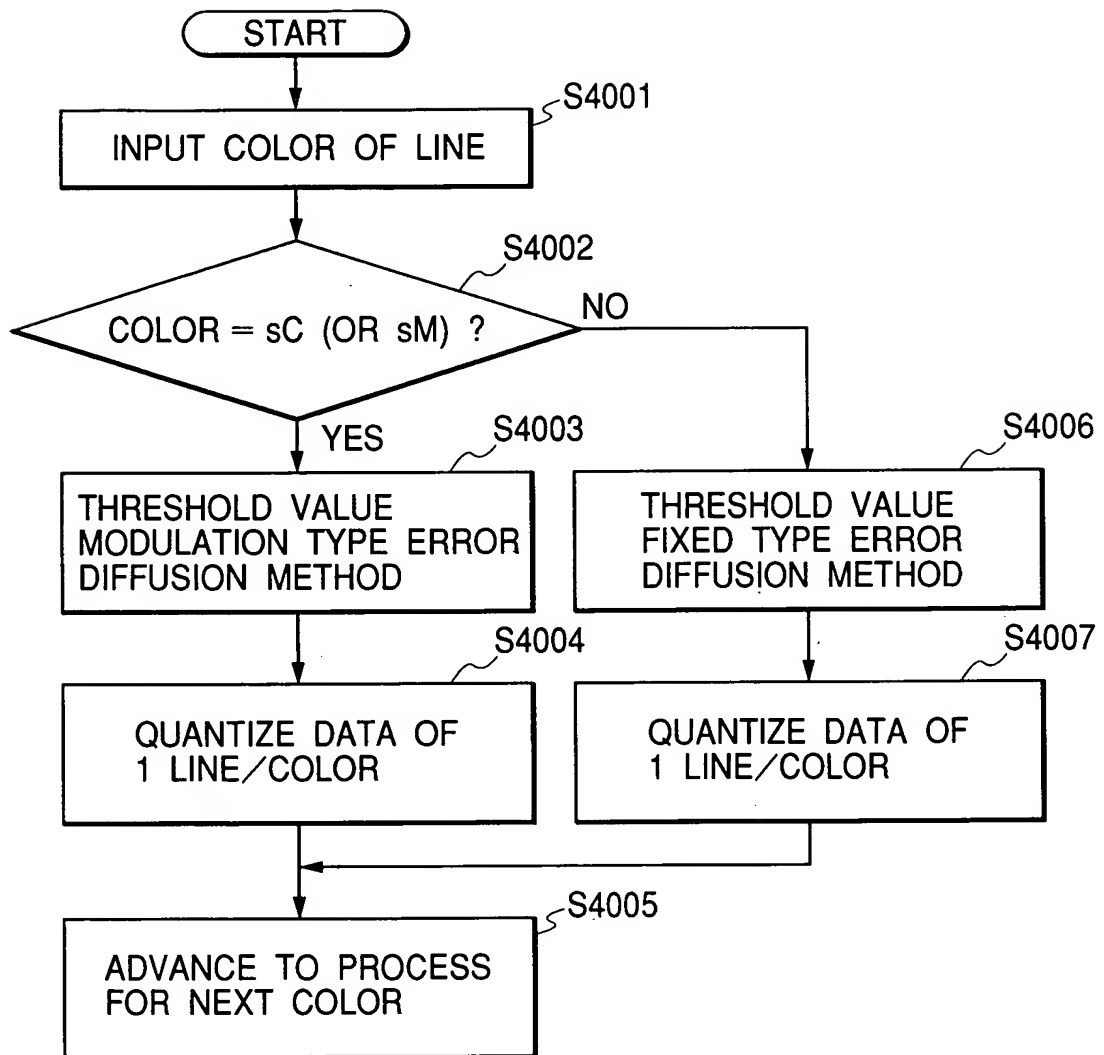 START
S4001
INPUT COLOR OF LINE
S4002
COLOR = sC (OR sM) ?
NO
YES
S4003
THRESHOLD VALUE
MODULATION TYPE ERROR
DIFFUSION METHOD
S4006
THRESHOLD VALUE
FIXED TYPE ERROR
DIFFUSION METHOD
S4004
QUANTIZE DATA OF
1 LINE/COLOR
S4007
QUANTIZE DATA OF
1 LINE/COLOR
S4005
ADVANCE TO PROCESS
FOR NEXT COLOR